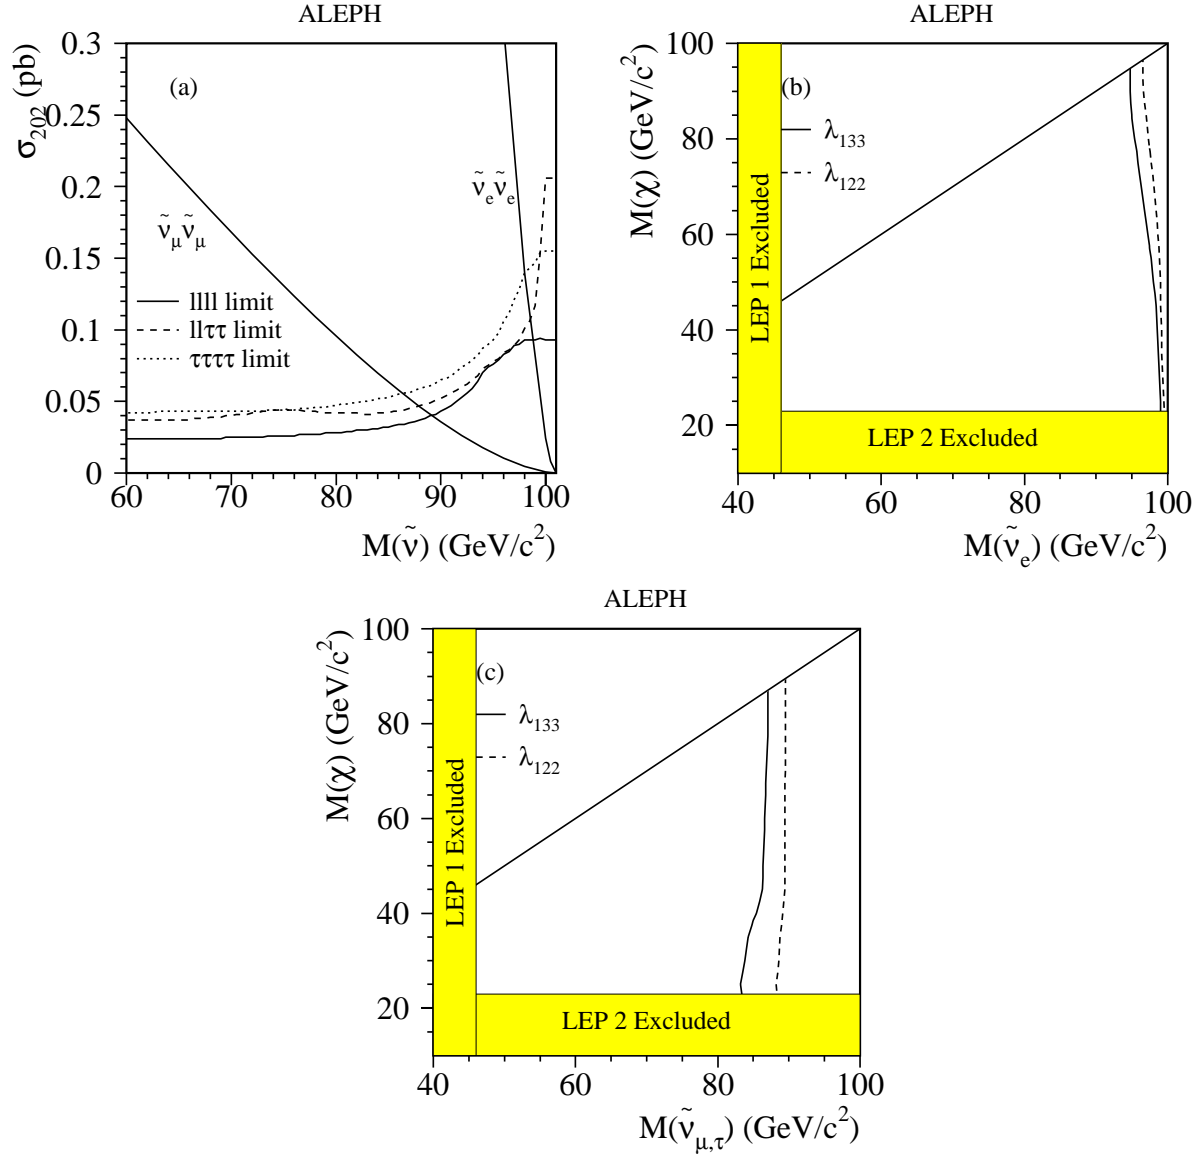 ALEPH
σ₂₀₂ (pb)
0.3
0.25
0.2
0.15
0.1
0.05
0
(a)
ν̃ₑν̃ₑ
ν̃_μν̃_μ
llll limit
llττ limit
ττττ limit
60 70 80 90 100
M(ν̃) (GeV/c²)
ALEPH
M(χ) (GeV/c²)
100
80
60
40
20
(b)
λ₁₃₃
λ₁₂₂
LEP 1 Excluded
LEP 2 Excluded
40 60 80 100
M(ν̃ₑ) (GeV/c²)
ALEPH
M(χ) (GeV/c²)
100
80
60
40
20
(c)
λ₁₃₃
λ₁₂₂
LEP 1 Excluded
LEP 2 Excluded
40 60 80 100
M(ν̃_μ,τ) (GeV/c²)